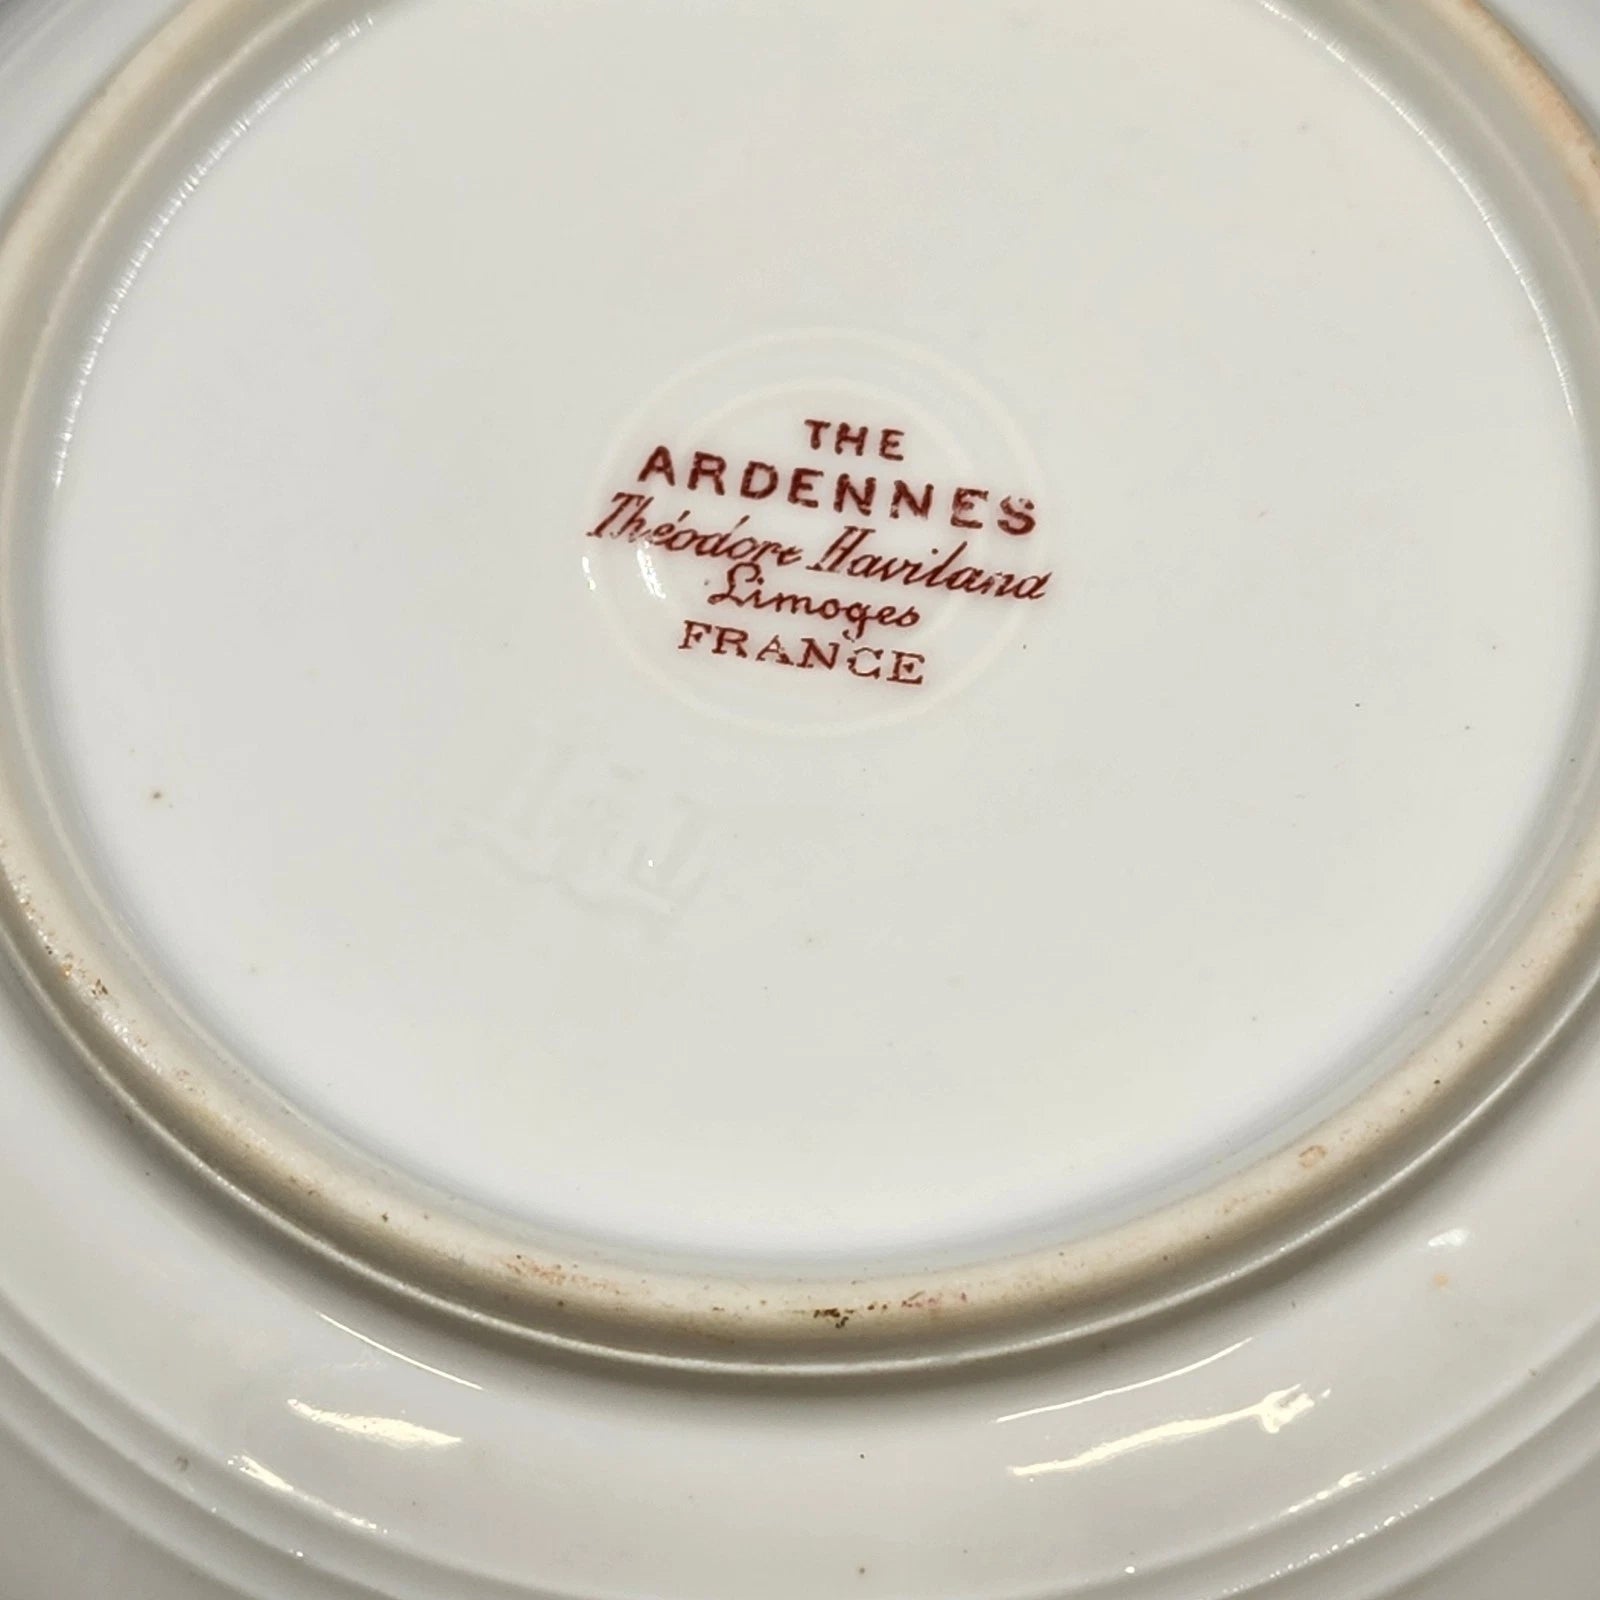 THE
ARDENNES
Théodore Haviland
Limoges
FRANCE